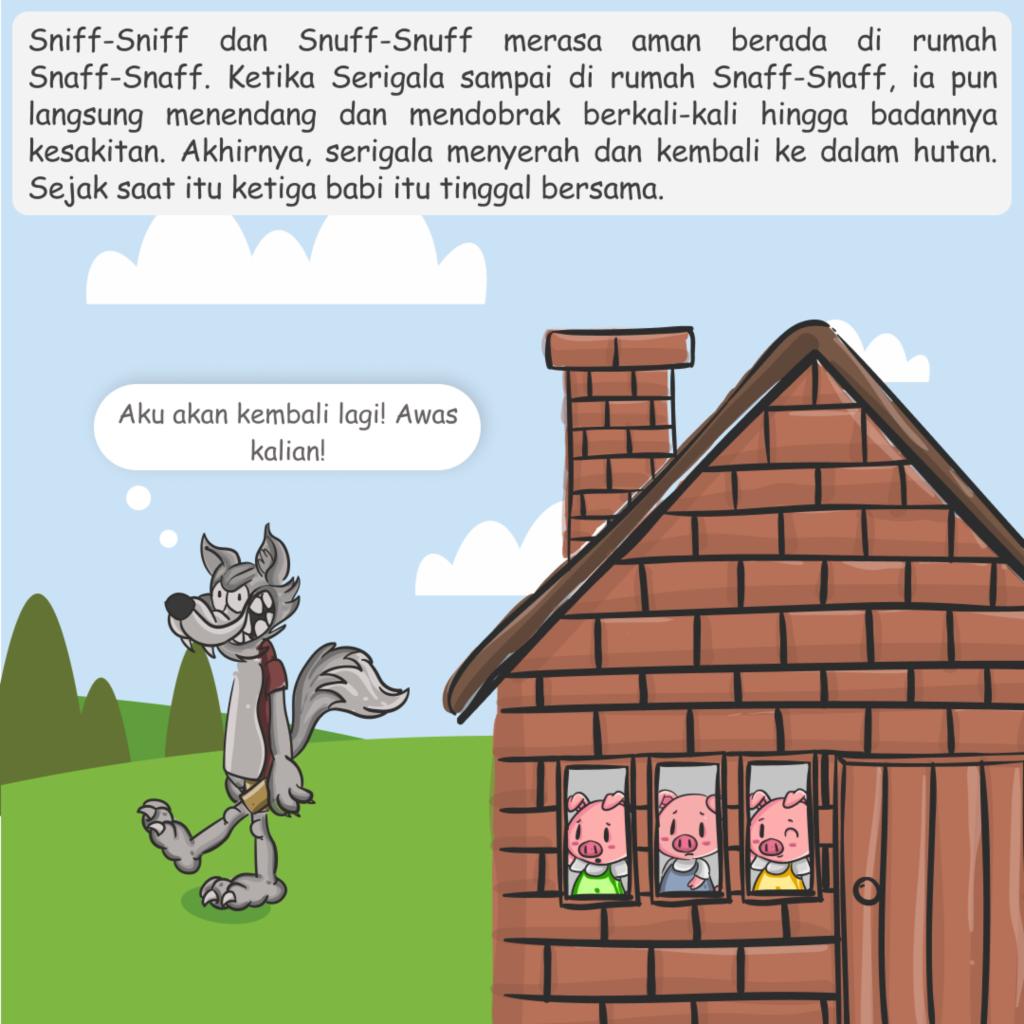 Sniff-Sniff dan Snuff-Snuff merasa aman berada di rumah
Snaff-Snaff. Ketika Serigala sampai di rumah Snaff-Snaff, ia pun
langsung menendang dan mendobrak berkali-kali hingga badannya
kesakitan. Akhirnya, serigala menyerah dan kembali ke dalam hutan.
Sejak saat itu ketiga babi itu tinggal bersama.
Aku akan kembali lagi! Awas
kalian!